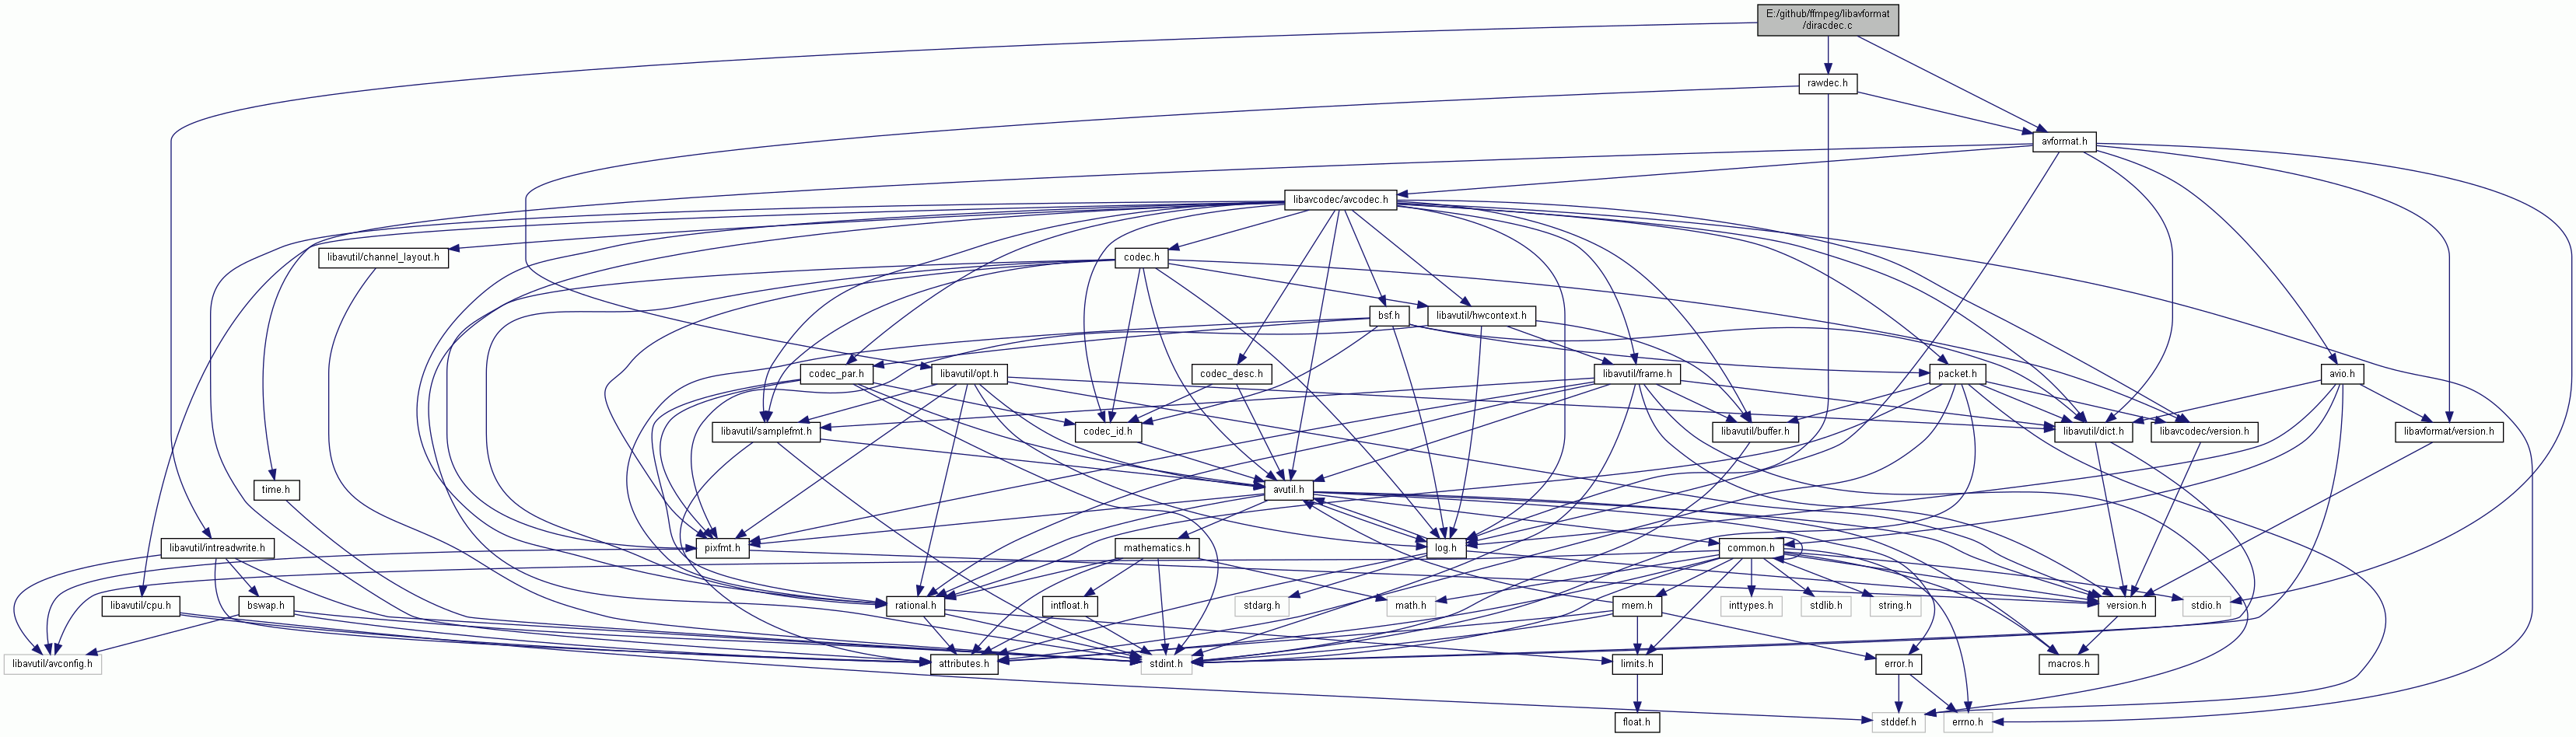 E:/github/ffmpeg/libavformat
/diracdec.c
rawdec.h
avformat.h
libavcodec/avcodec.h
libavutil/channel_layout.h
codec.h
bsf.h
libavutil/hwcontext.h
codec_par.h
libavutil/opt.h
codec_desc.h
libavutil/frame.h
packet.h
avio.h
libavutil/samplefmt.h
codec_id.h
libavutil/buffer.h
libavutil/dict.h
libavcodec/version.h
libavformat/version.h
time.h
avutil.h
libavutil/intreadwrite.h
pixfmt.h
mathematics.h
log.h
common.h
libavutil/cpu.h
bswap.h
rational.h
intfloat.h
stdarg.h
math.h
mem.h
inttypes.h
stdlib.h
string.h
version.h
stdio.h
libavutil/avconfig.h
attributes.h
stdint.h
limits.h
error.h
macros.h
float.h
stddef.h
errno.h